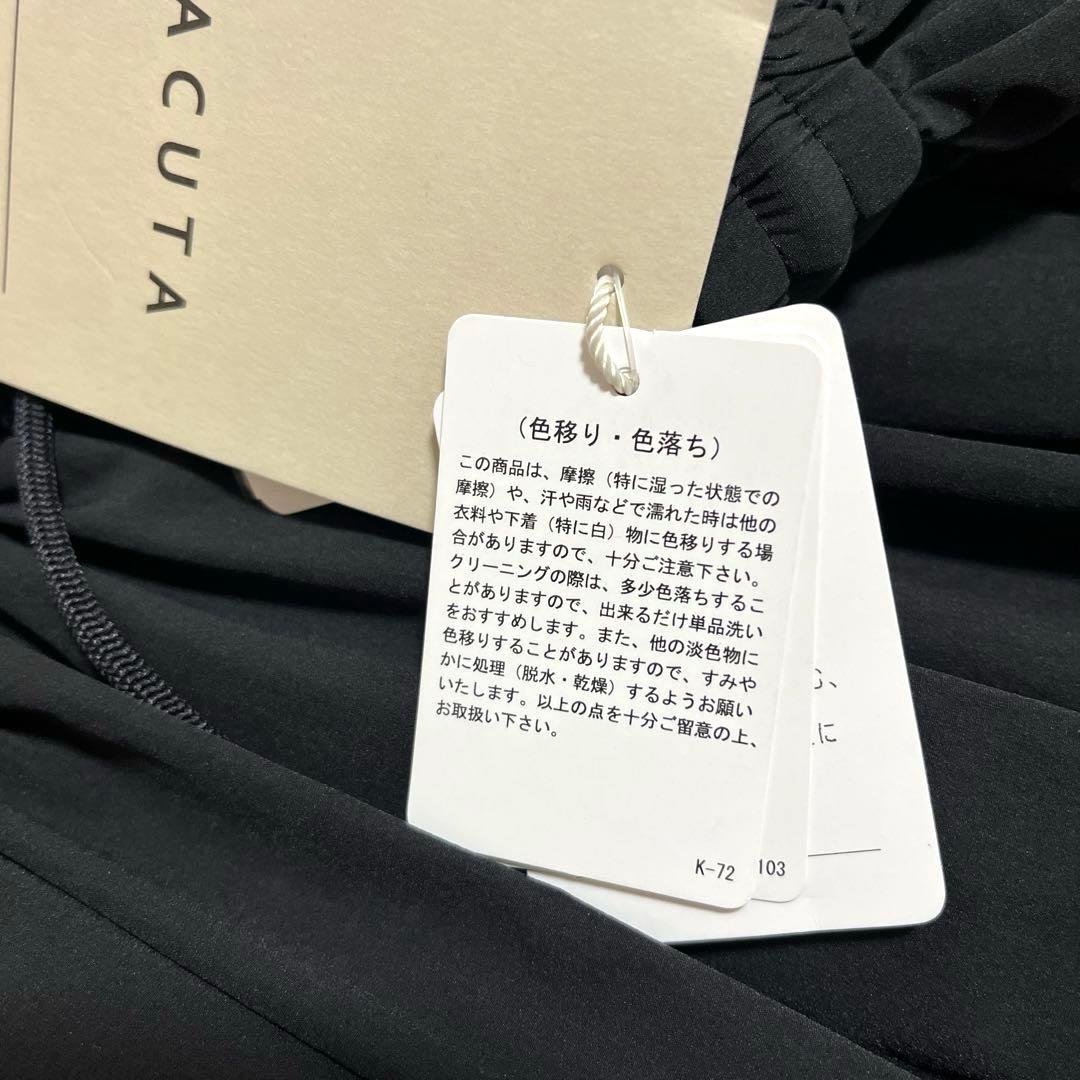 ACUTA
（色移り・色落ち）
この商品は、摩擦（特に湿った状態での
摩擦）や、汗や雨などで濡れた時は他の
衣料や下着（特に白）物に色移りする場
合がありますので、十分ご注意下さい。
クリーニングの際は、多少色落ちするこ
とがありますので、出来るだけ単品洗い
をおすすめします。また、他の淡色物に
色移りすることがありますので、すみや
かに処理（脱水・乾燥）するようお願い
いたします。以上の点を十分ご留意の上、
お取扱い下さい。
K-72
103
に